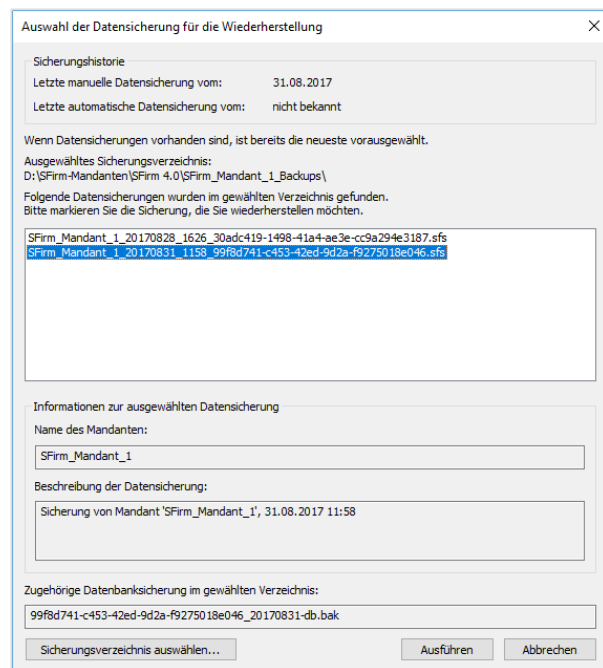 Auswahl der Datensicherung für die Wiederherstellung
Sicherungshistorie
Letzte manuelle Datensicherung vom: 31.08.2017
Letzte automatische Datensicherung vom: nicht bekannt
Wenn Datensicherungen vorhanden sind, ist bereits die neueste vorausgewählt.
Ausgewähltes Sicherungsverzeichnis:
D:\SFirm-Mandanten\SFirm 4.0\SFirm_Mandant_1_Backups\
Folgende Datensicherungen wurden im gewählten Verzeichnis gefunden.
Bitte markieren Sie die Sicherung, die Sie wiederherstellen möchten.
SFirm_Mandant_1_20170828_1626_30adc419-1498-41a4-ae3e-cc9a294e3187.sfs
SFirm_Mandant_1_20170831_1158_99f8d741-c453-42ed-9d2a-f9275018e046.sfs
Informationen zur ausgewählten Datensicherung
Name des Mandanten:
SFirm_Mandant_1
Beschreibung der Datensicherung:
Sicherung von Mandant 'SFirm_Mandant_1', 31.08.2017 11:58
Zugehörige Datenbanksicherung im gewählten Verzeichnis:
99f8d741-c453-42ed-9d2a-f9275018e046_20170831-db.bak
Sicherungsverzeichnis auswählen... Ausführen Abbrechen